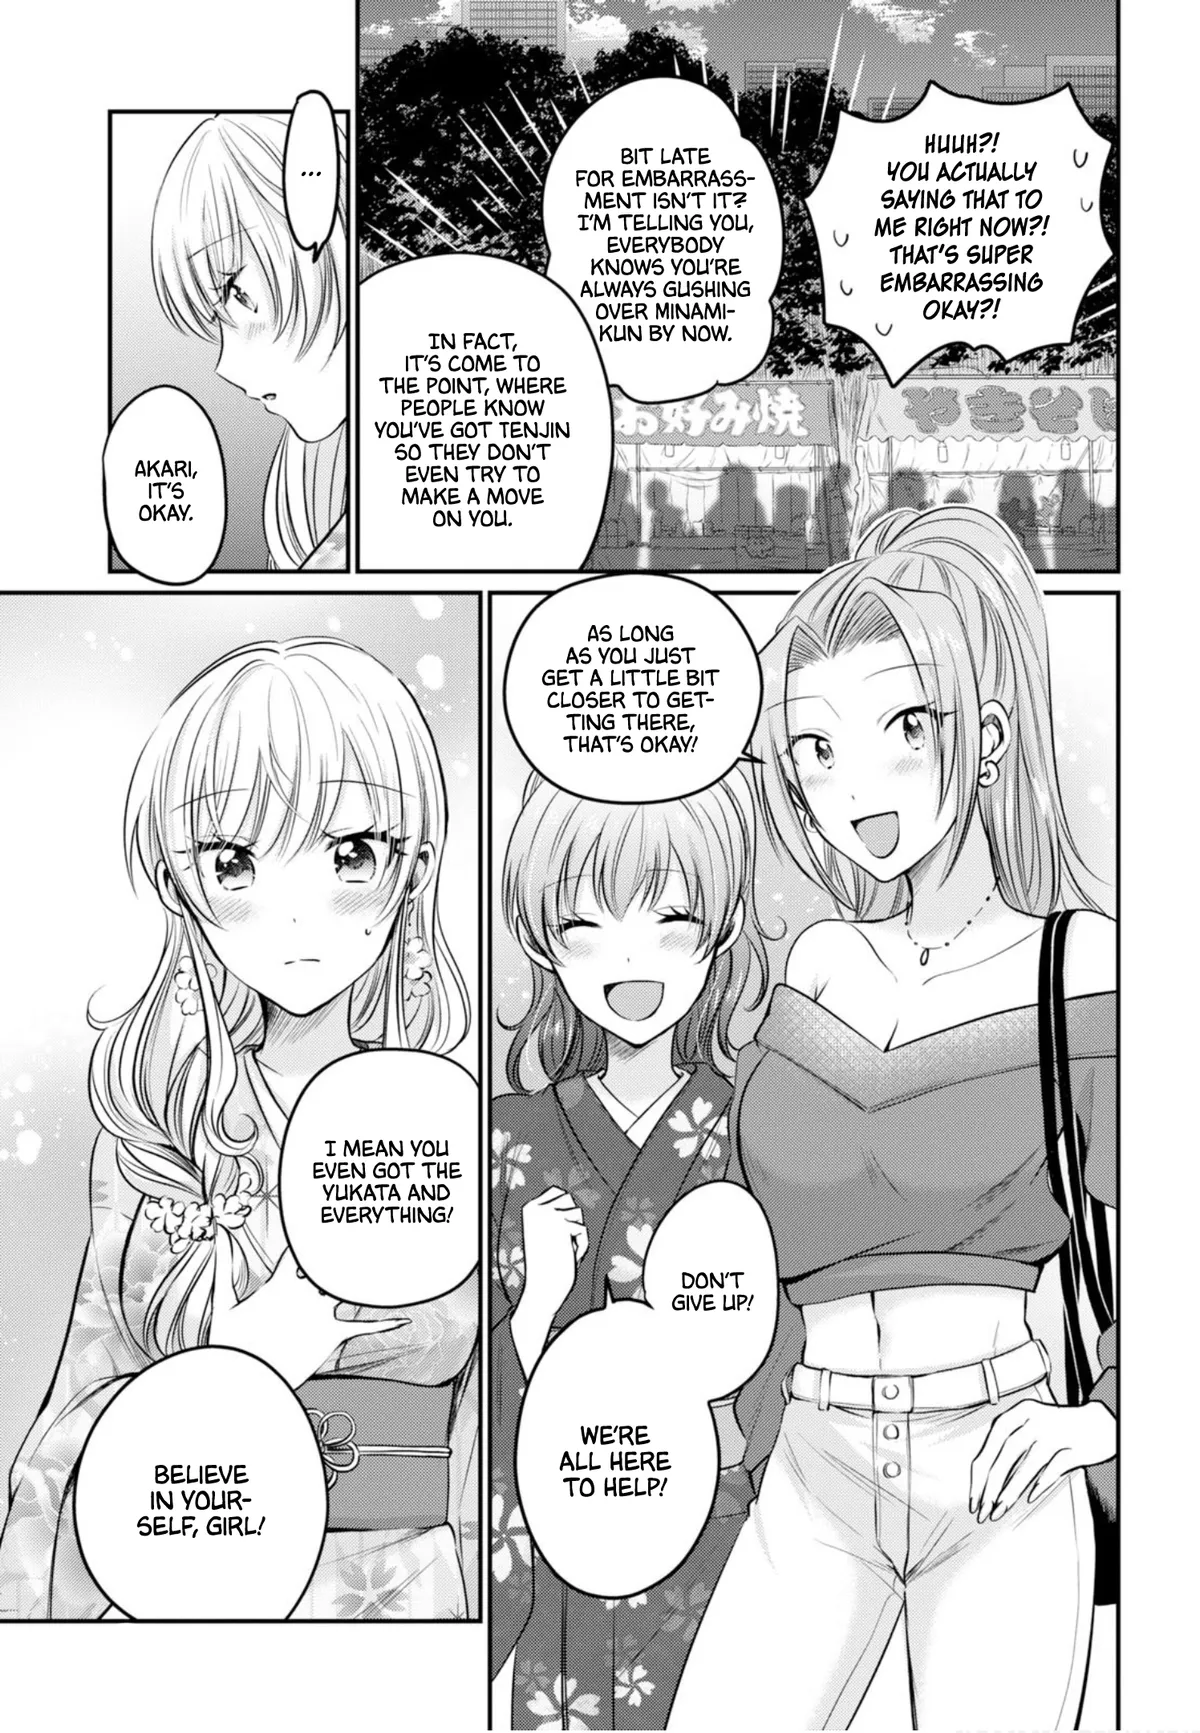 HUUH?!
YOU ACTUALLY
SAYING THAT TO
ME RIGHT NOW?!
THAT'S SUPER
EMBARRASSING
OKAY?!
BIT LATE
FOR EMBARRASS-
MENT ISN'T IT?
I'M TELLING YOU,
EVERYBODY
KNOWS YOU'RE
ALWAYS GUSHING
OVER MINAMI-
KUN BY NOW.
IN FACT,
IT'S COME TO
THE POINT, WHERE
PEOPLE KNOW
YOU'VE GOT TENJIN
SO THEY DON'T
EVEN TRY TO
MAKE A MOVE
ON YOU.
お好み焼
やきそば
...
AKARI,
IT'S
OKAY.
AS LONG
AS YOU JUST
GET A LITTLE BIT
CLOSER TO GET-
TING THERE,
THAT'S OKAY!
DON'T
GIVE UP!
WE'RE
ALL HERE
TO HELP!
I MEAN YOU
EVEN GOT THE
YUKATA AND
EVERYTHING!
BELIEVE
IN YOUR-
SELF, GIRL!